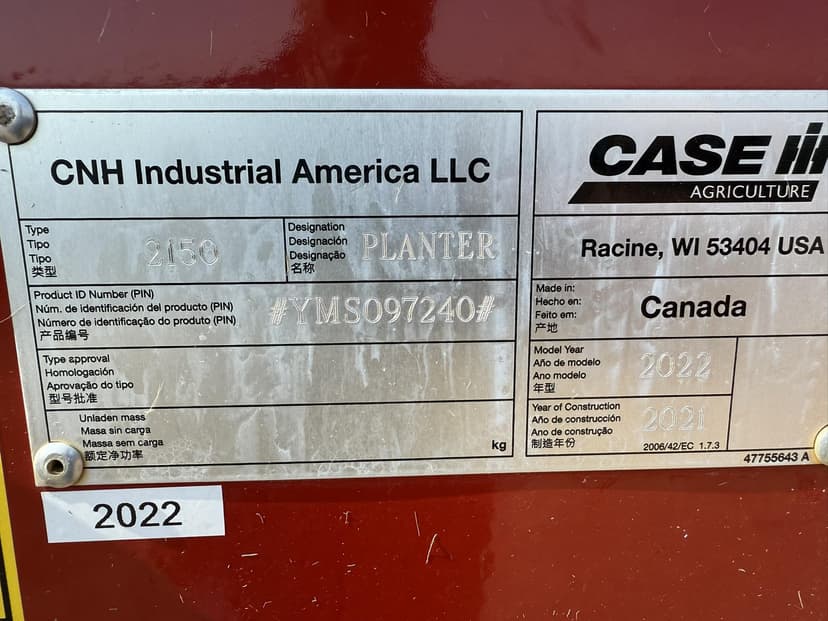 CNH Industrial America LLC
CASE IH
AGRICULTURE
Type
Tipo
Tipo
类型
2150
Designation
Designación
Designação
名称
PLANTER
Racine, WI 53404 USA
Product ID Number (PIN)
Núm. de identificación del producto (PIN)
Número de identificação do produto (PIN)
产品编号
#YMS097240#
Made in:
Hecho en:
Feito em:
产地
Canada
Type approval
Homologación
Aprovação do tipo
型号批准
Model Year
Año de modelo
Ano modelo
年型
2022
Unladen mass
Masa sin carga
Massa sem carga
额定净功率
kg
Year of Construction
Año de construcción
Ano de construção
制造年份
2021
2006/42/EC 1.7.3
47755643 A
2022